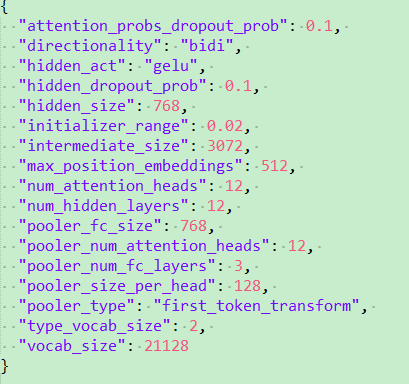 {
"attention_probs_dropout_prob": 0.1,
"directionality": "bidi",
"hidden_act": "gelu",
"hidden_dropout_prob": 0.1,
"hidden_size": 768,
"initializer_range": 0.02,
"intermediate_size": 3072,
"max_position_embeddings": 512,
"num_attention_heads": 12,
"num_hidden_layers": 12,
"pooler_fc_size": 768,
"pooler_num_attention_heads": 12,
"pooler_num_fc_layers": 3,
"pooler_size_per_head": 128,
"pooler_type": "first_token_transform",
"type_vocab_size": 2,
"vocab_size": 21128
}